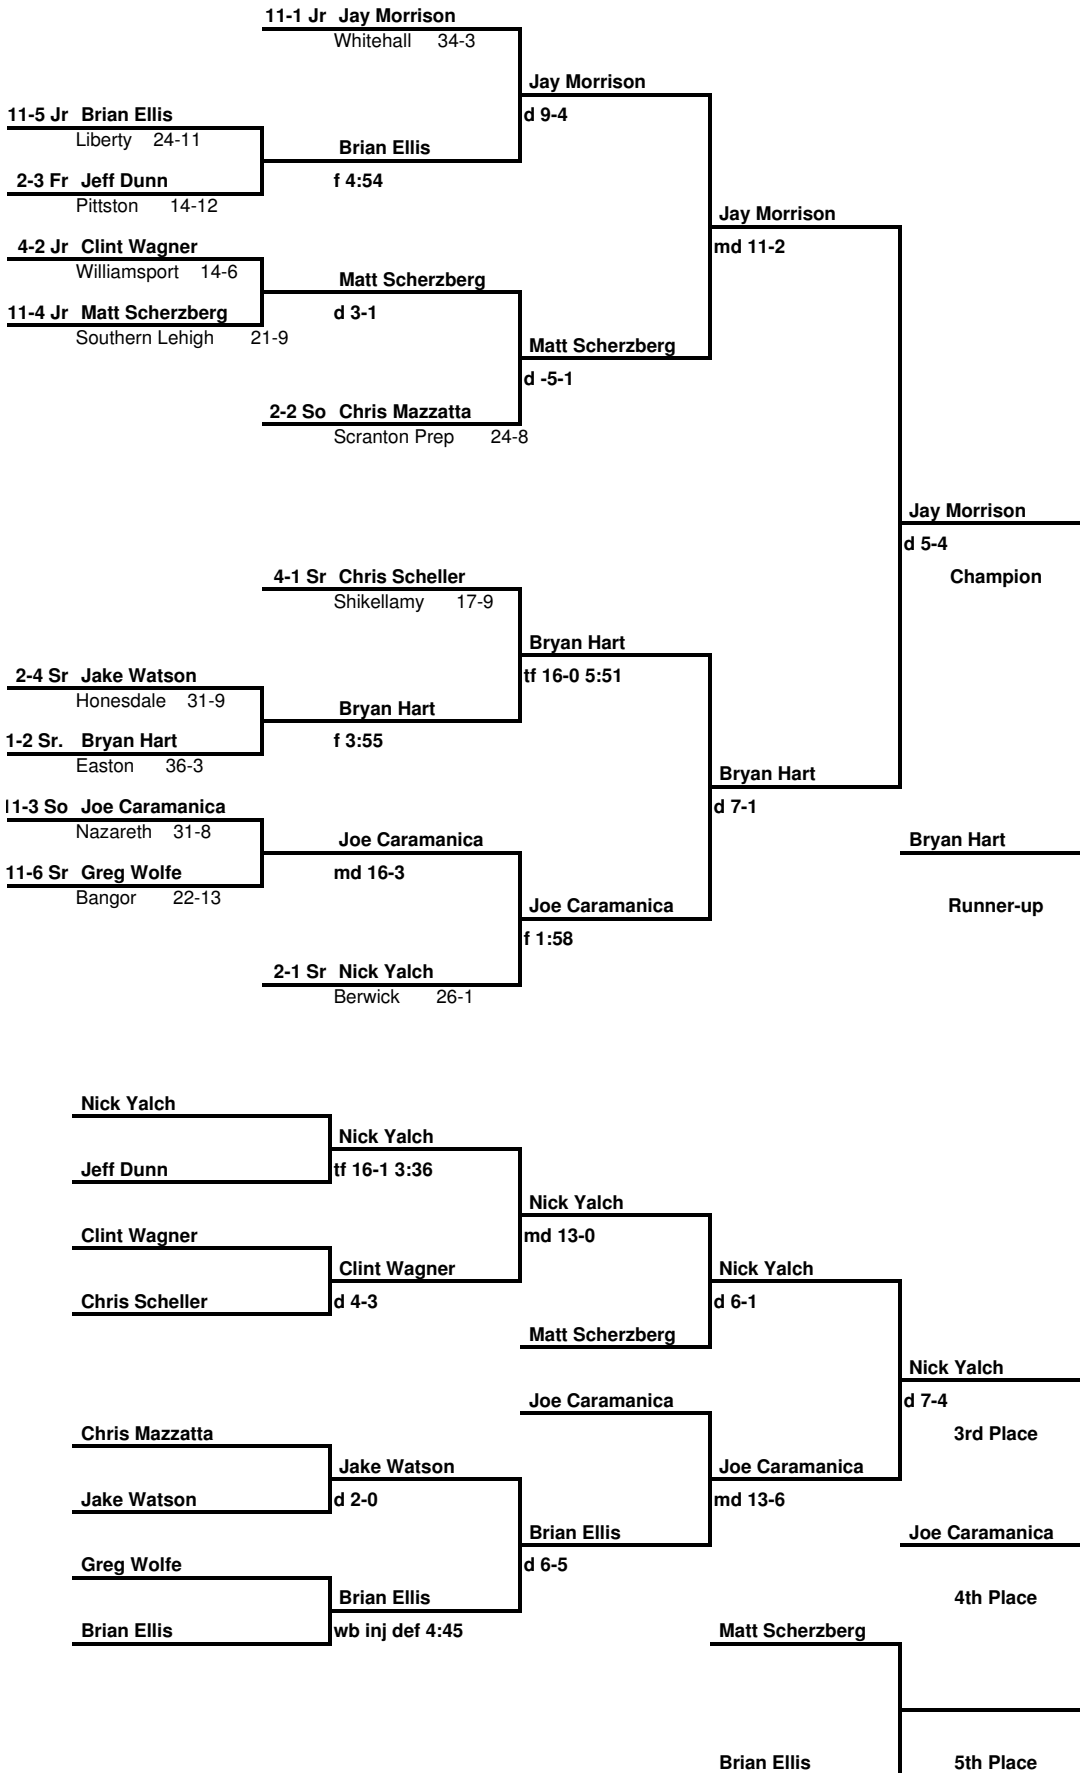 11-1 Jr Jay Morrison
Whitehall 34-3
Jay Morrison
11-5 Jr Brian Ellis
d 9-4
Liberty 24-11
Brian Ellis
2-3 Fr Jeff Dunn
f 4:54
Pittston 14-12
Jay Morrison
4-2 Jr Clint Wagner
md 11-2
Williamsport 14-6
Matt Scherzberg
11-4 Jr Matt Scherzberg
d 3-1
Southern Lehigh 21-9
Matt Scherzberg
d -5-1
2-2 So Chris Mazzatta
Scranton Prep 24-8
Jay Morrison
d 5-4
4-1 Sr Chris Scheller
Champion
Shikellamy 17-9
Bryan Hart
2-4 Sr Jake Watson
tf 16-0 5:51
Honesdale 31-9
Bryan Hart
1-2 Sr. Bryan Hart
f 3:55
Easton 36-3
Bryan Hart
11-3 So Joe Caramanica
d 7-1
Nazareth 31-8
Joe Caramanica
Bryan Hart
11-6 Sr Greg Wolfe
md 16-3
Bangor 22-13
Joe Caramanica
Runner-up
f 1:58
2-1 Sr Nick Yalch
Berwick 26-1
Nick Yalch
Nick Yalch
Jeff Dunn
tf 16-1 3:36
Nick Yalch
Clint Wagner
md 13-0
Clint Wagner
Nick Yalch
Chris Scheller
d 4-3
d 6-1
Matt Scherzberg
Nick Yalch
Joe Caramanica
d 7-4
Chris Mazzatta
3rd Place
Jake Watson
Joe Caramanica
Jake Watson
d 2-0
md 13-6
Brian Ellis
Joe Caramanica
Greg Wolfe
d 6-5
Brian Ellis
4th Place
Brian Ellis
wb inj def 4:45
Matt Scherzberg
Brian Ellis
5th Place